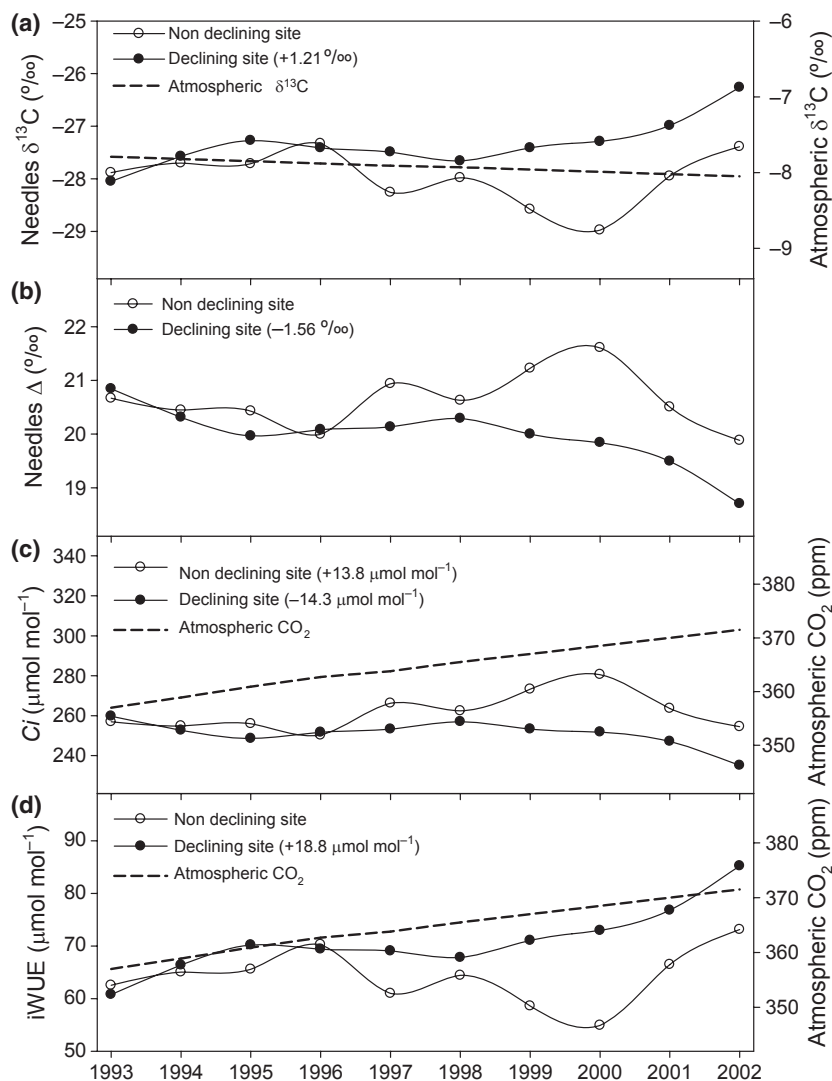 (a)
−25
−26
−27
−28
−29
Needles δ¹³C (º/∞)
Non declining site
Declining site (+1.21 º/∞)
Atmospheric δ¹³C
−6
−7
−8
−9
Atmospheric δ¹³C (º/∞)
(b)
22
21
20
19
Needles Δ (º/∞)
Non declining site
Declining site (−1.56 º/∞)
(c)
340
320
300
280
260
240
Ci (μmol mol⁻¹)
Non declining site (+13.8 μmol mol⁻¹)
Declining site (−14.3 μmol mol⁻¹)
Atmospheric CO₂
380
370
360
350
Atmospheric CO₂ (ppm)
(d)
90
80
70
60
50
iWUE (μmol mol⁻¹)
Non declining site
Declining site (+18.8 μmol mol⁻¹)
Atmospheric CO₂
380
370
360
350
Atmospheric CO₂ (ppm)
1993 1994 1995 1996 1997 1998 1999 2000 2001 2002